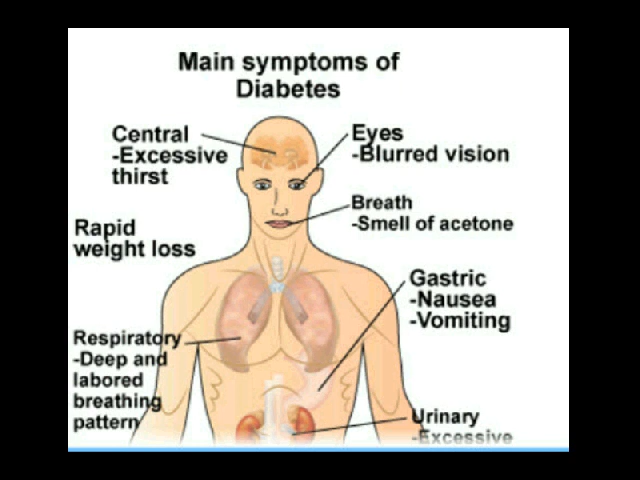 Main symptoms of
Diabetes
Central
-Excessive
thirst
Eyes
-Blurred vision
Breath
-Smell of acetone
Rapid
weight loss
Gastric
-Nausea
-Vomiting
Respiratory
-Deep and
labored
breathing
pattern
Urinary
-Excessive